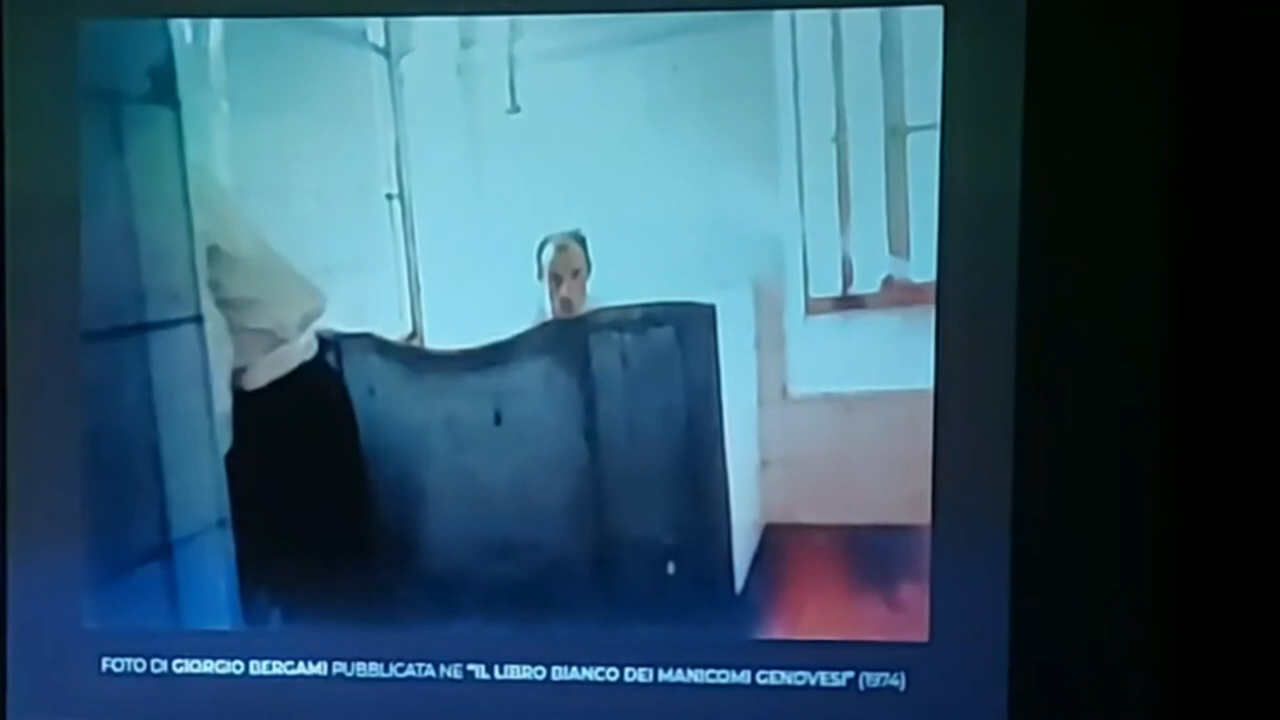 FOTO DI GIORGIO BERGAMI PUBBLICATA NE "IL LIBRO BIANCO DEI MANICOMI GENOVESI" (1974)